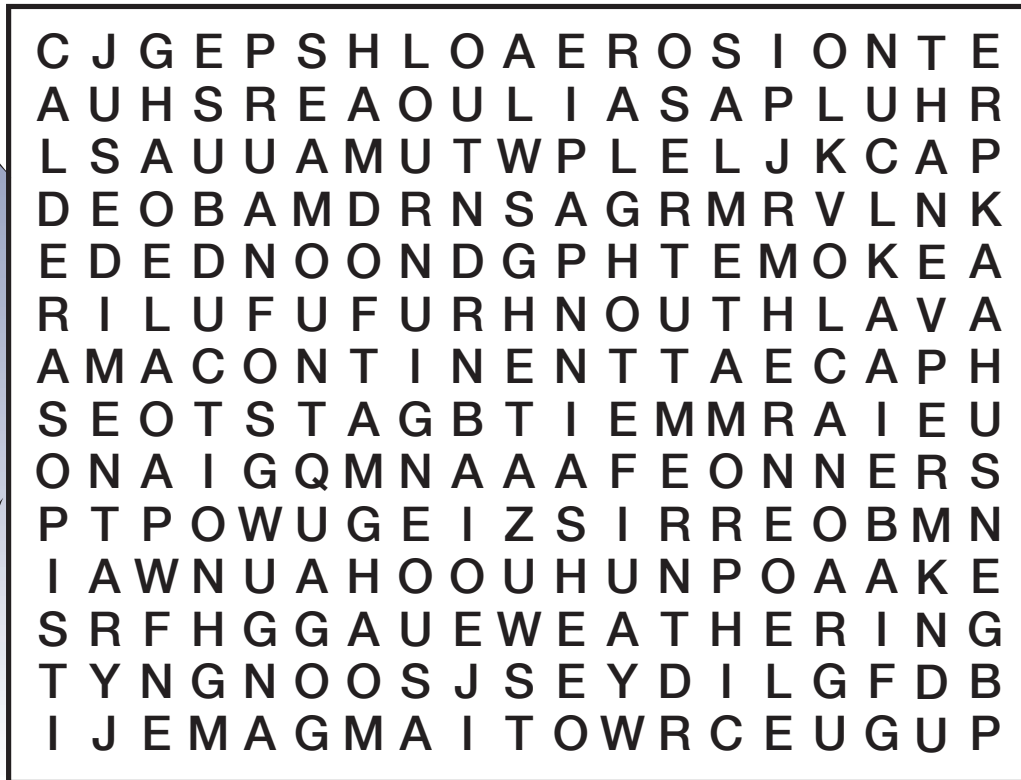 C J G E P S H L O A E R O S I O N T E
A U H S R E A O U L I A S A P L U H R
L S A U U A M U T W P L E L J K C A P
D E O B A M D R N S A G R M R V L N K
E D E D N O O N D G P H T E M O K E A
R I L U F U F U R H N O U T H L A V A
A M A C O N T I N E N T T A E C A P H
S E O T S T A G B T I E M M R A I E U
O N A I G Q M N A A A F E O N N E R S
P T P O W U G E I Z S I R R E O B M N
I A W N U A H O O U H U N P O A A K E
S R F H G G A U E W E A T H E R I N G
T Y N G N O O S J S E Y D I L G F D B
I J E M A G M A I T O W R C E U G U P